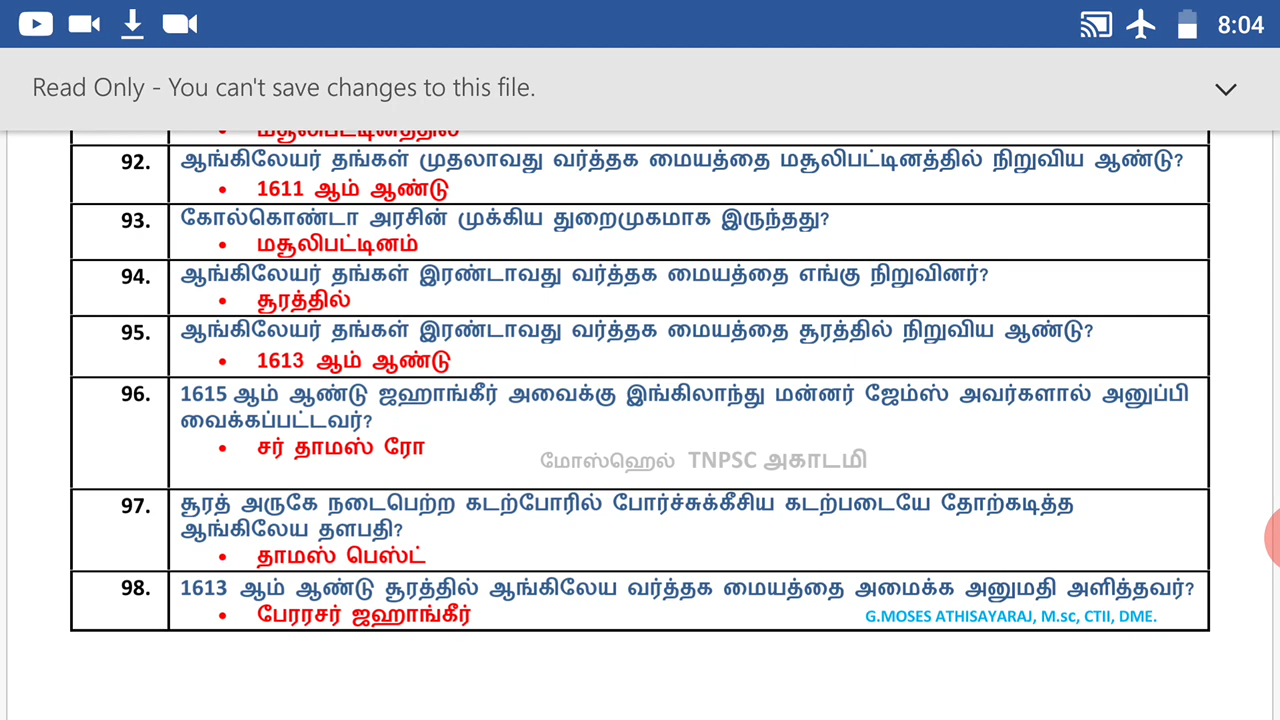 8:04
Read Only - You can't save changes to this file.
• மசூலிபட்டினத்தில்
92. ஆங்கிலேயர் தங்கள் முதலாவது வர்த்தக மையத்தை மசூலிபட்டினத்தில் நிறுவிய ஆண்டு?
• 1611 ஆம் ஆண்டு
93. கோல்கொண்டா அரசின் முக்கிய துறைமுகமாக இருந்தது?
• மசூலிபட்டினம்
94. ஆங்கிலேயர் தங்கள் இரண்டாவது வர்த்தக மையத்தை எங்கு நிறுவினர்?
• சூரத்தில்
95. ஆங்கிலேயர் தங்கள் இரண்டாவது வர்த்தக மையத்தை சூரத்தில் நிறுவிய ஆண்டு?
• 1613 ஆம் ஆண்டு
96. 1615 ஆம் ஆண்டு ஜஹாங்கீர் அவைக்கு இங்கிலாந்து மன்னர் ஜேம்ஸ் அவர்களால் அனுப்பி
வைக்கப்பட்டவர்?
• சர் தாமஸ் ரோ
மோஸ்ஹெல் TNPSC அகாடமி
97. சூரத் அருகே நடைபெற்ற கடற்போரில் போர்ச்சுக்கீசிய கடற்படையே தோற்கடித்த
ஆங்கிலேய தளபதி?
• தாமஸ் பெஸ்ட்
98. 1613 ஆம் ஆண்டு சூரத்தில் ஆங்கிலேய வர்த்தக மையத்தை அமைக்க அனுமதி அளித்தவர்?
• பேரரசர் ஜஹாங்கீர்
G.MOSES ATHISAYARAJ, M.sc, CTII, DME.